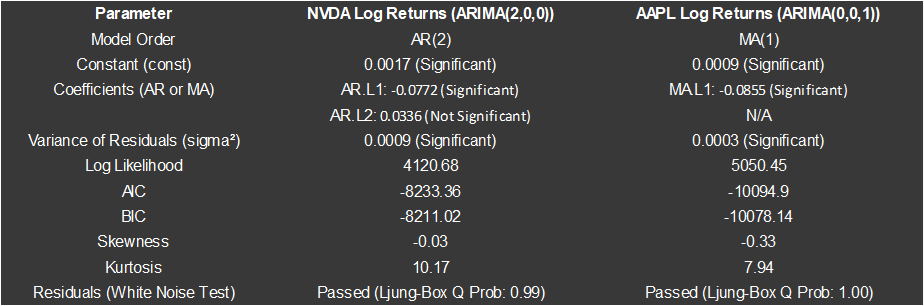 Parameter NVDA Log Returns (ARIMA(2,0,0)) AAPL Log Returns (ARIMA(0,0,1))
Model Order AR(2) MA(1)
Constant (const) 0.0017 (Significant) 0.0009 (Significant)
Coefficients (AR or MA) AR.L1: -0.0772 (Significant) MA.L1: -0.0855 (Significant)
AR.L2: 0.0336 (Not Significant) N/A
Variance of Residuals (sigma²) 0.0009 (Significant) 0.0003 (Significant)
Log Likelihood 4120.68 5050.45
AIC -8233.36 -10094.9
BIC -8211.02 -10078.14
Skewness -0.03 -0.33
Kurtosis 10.17 7.94
Residuals (White Noise Test) Passed (Ljung-Box Q Prob: 0.99) Passed (Ljung-Box Q Prob: 1.00)